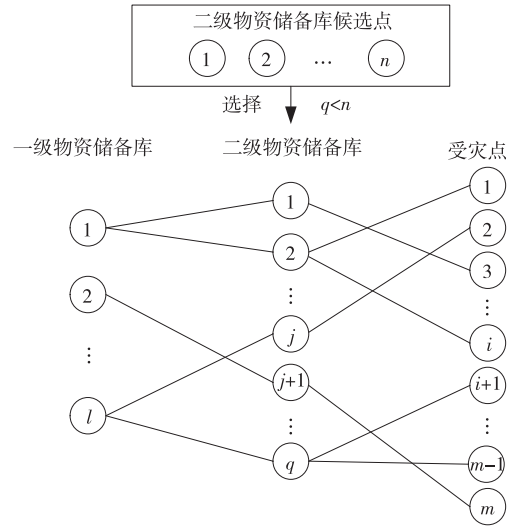 二级物资储备库候选点
1 2 … n
选择 q<n
一级物资储备库 二级物资储备库 受灾点
1
2
⋮
l
1
2
⋮
j
j+1
⋮
q
1
2
3
⋮
i
i+1
⋮
m−1
m